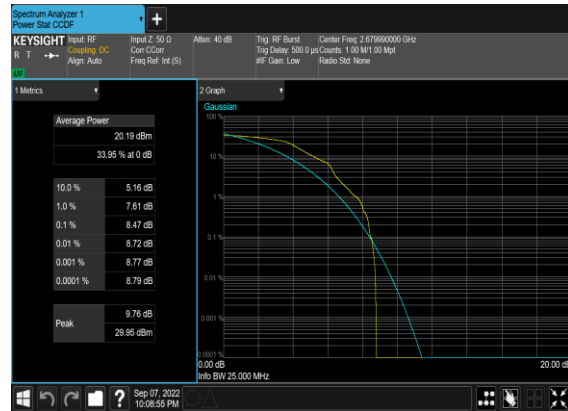 Spectrum Analyzer 1
Power Stat CCDF
KEYSIGHT
R T
LXI
Input: RF
Coupling: DC
Align: Auto
Input Z: 50 Ω
Corr CCorr
Freq Ref: Int (S)
Atten: 40 dB
Trig: RF Burst
Trig Delay: 500.0 µs
#IF Gain: Low
Center Freq: 2.679990000 GHz
Counts: 1.00 M/1.00 Mpt
Radio Std: None
1 Metrics
Average Power
20.19 dBm
33.95 % at 0 dB
10.0 % 5.16 dB
1.0 % 7.61 dB
0.1 % 8.47 dB
0.01 % 8.72 dB
0.001 % 8.77 dB
0.0001 % 8.79 dB
Peak 9.76 dB
29.95 dBm
2 Graph
Gaussian
100 %
10 %
1 %
0.1 %
0.01 %
0.001 %
0.0001 %
0.00 dB 20.00 dB
Info BW 25.000 MHz
Sep 07, 2022
10:08:55 PM